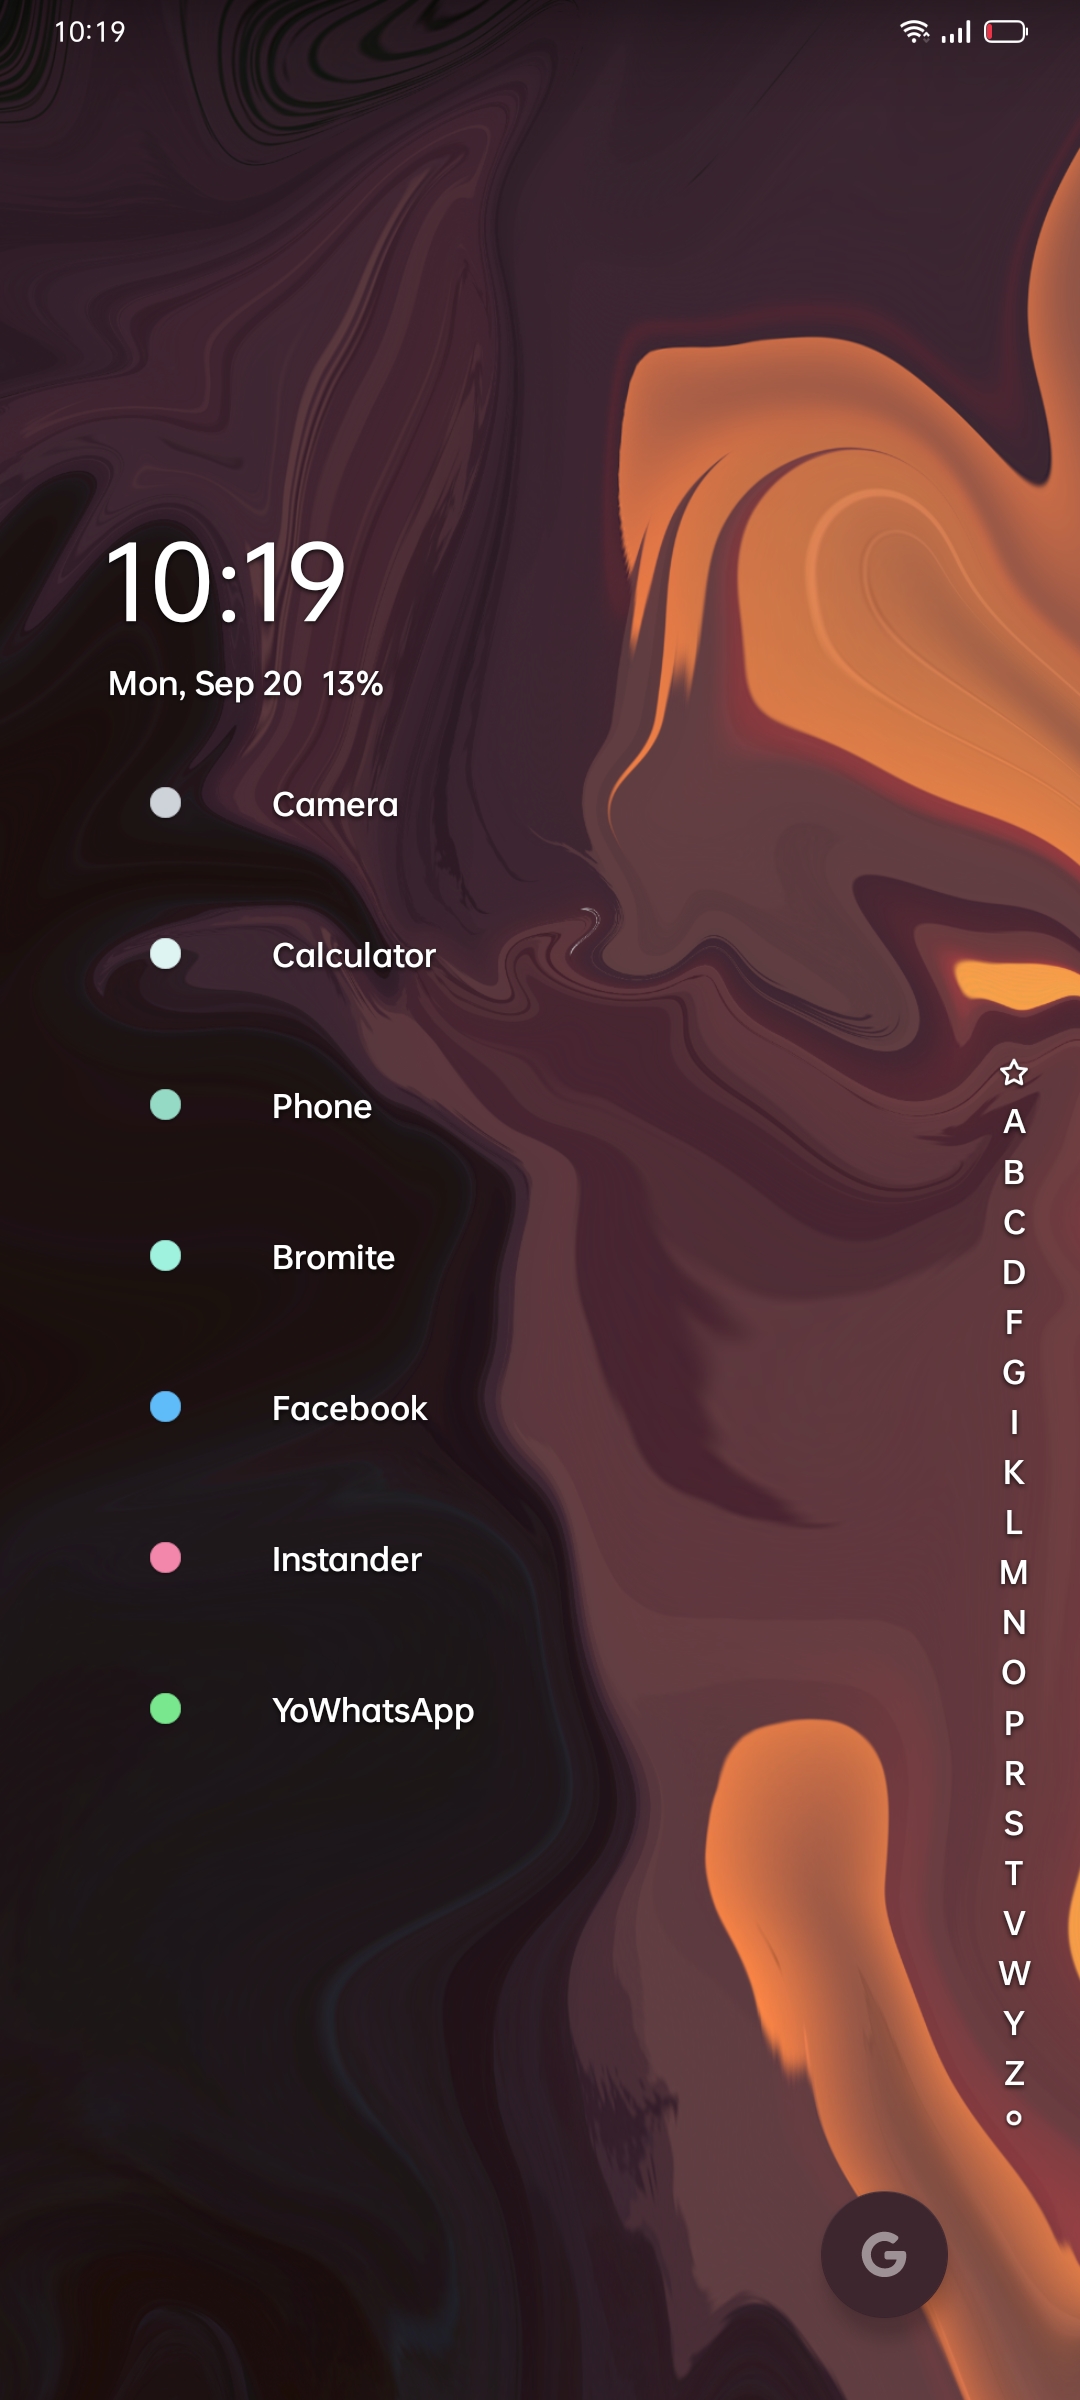 10:19
10:19
Mon, Sep 20 13%
Camera
Calculator
Phone
Bromite
Facebook
Instander
YoWhatsApp
A
B
C
D
F
G
I
K
L
M
N
O
P
R
S
T
V
W
Y
Z
G